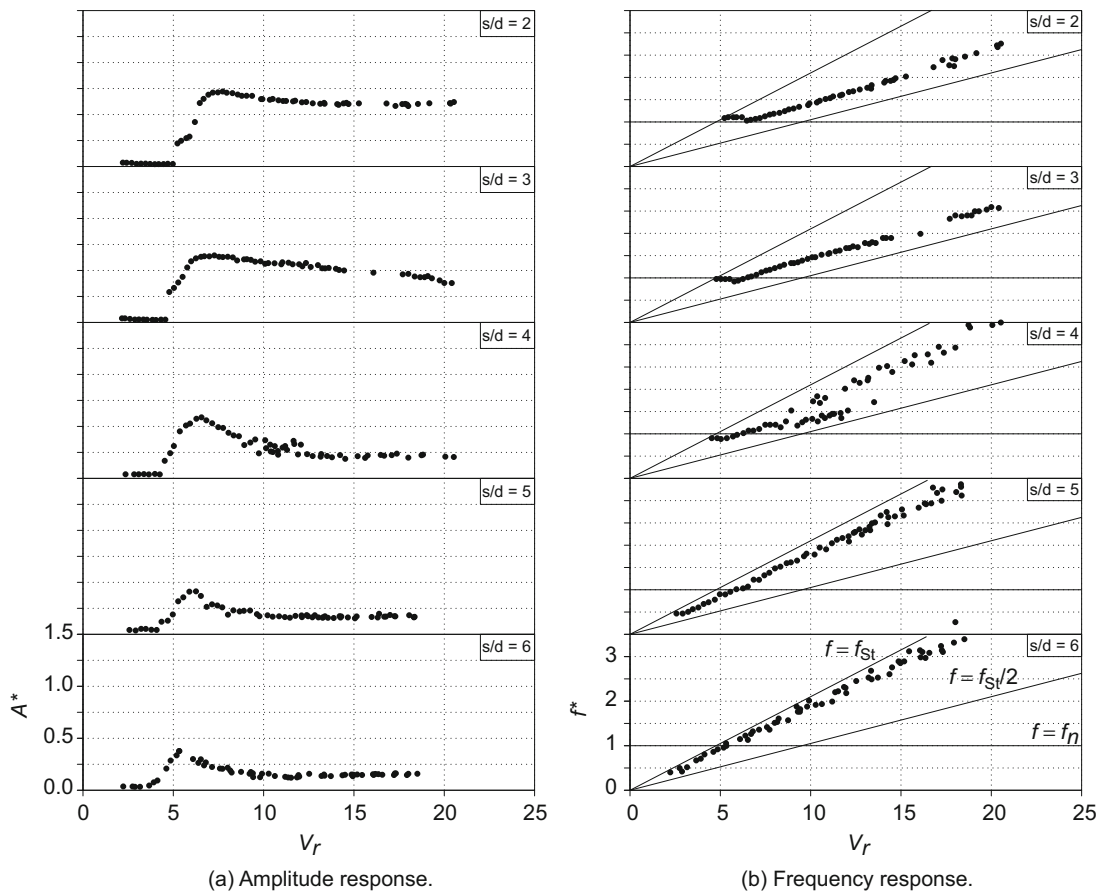 s/d = 2
s/d = 3
s/d = 4
s/d = 5
s/d = 6
1.5
1.0
0.5
0.0
A*
0 5 10 15 20 25
Vr
(a) Amplitude response.
s/d = 2
s/d = 3
s/d = 4
s/d = 5
s/d = 6
f = fSt
f = fSt/2
f = fn
3
2
1
0
f*
0 5 10 15 20 25
Vr
(b) Frequency response.